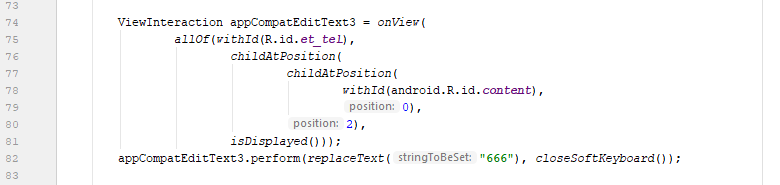 73
74 ViewInteraction appCompatEditText3 = onView(
75 allOf(withId(R.id.et_tel),
76 childAtPosition(
77 childAtPosition(
78 withId(android.R.id.content),
79 position: 0),
80 position: 2),
81 isDisplayed()));
82 appCompatEditText3.perform(replaceText( stringToBeSet: "666"), closeSoftKeyboard());
83